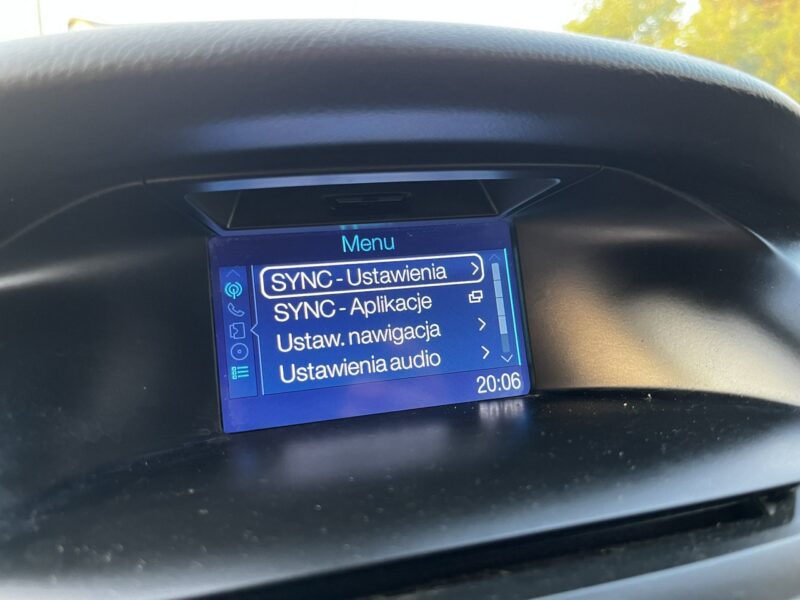 Menu
SYNC - Ustawienia
SYNC - Aplikacje
Ustaw. nawigacja
Ustawienia audio
20:06